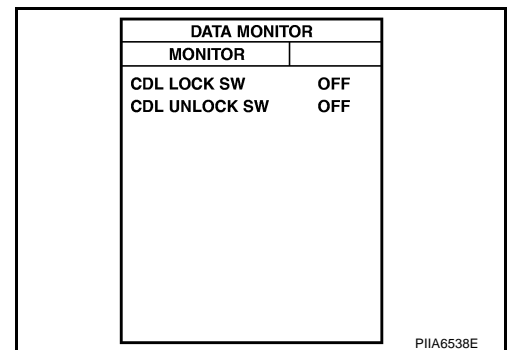 DATA MONITOR
MONITOR
CDL LOCK SW OFF
CDL UNLOCK SW OFF
PIIA6538E